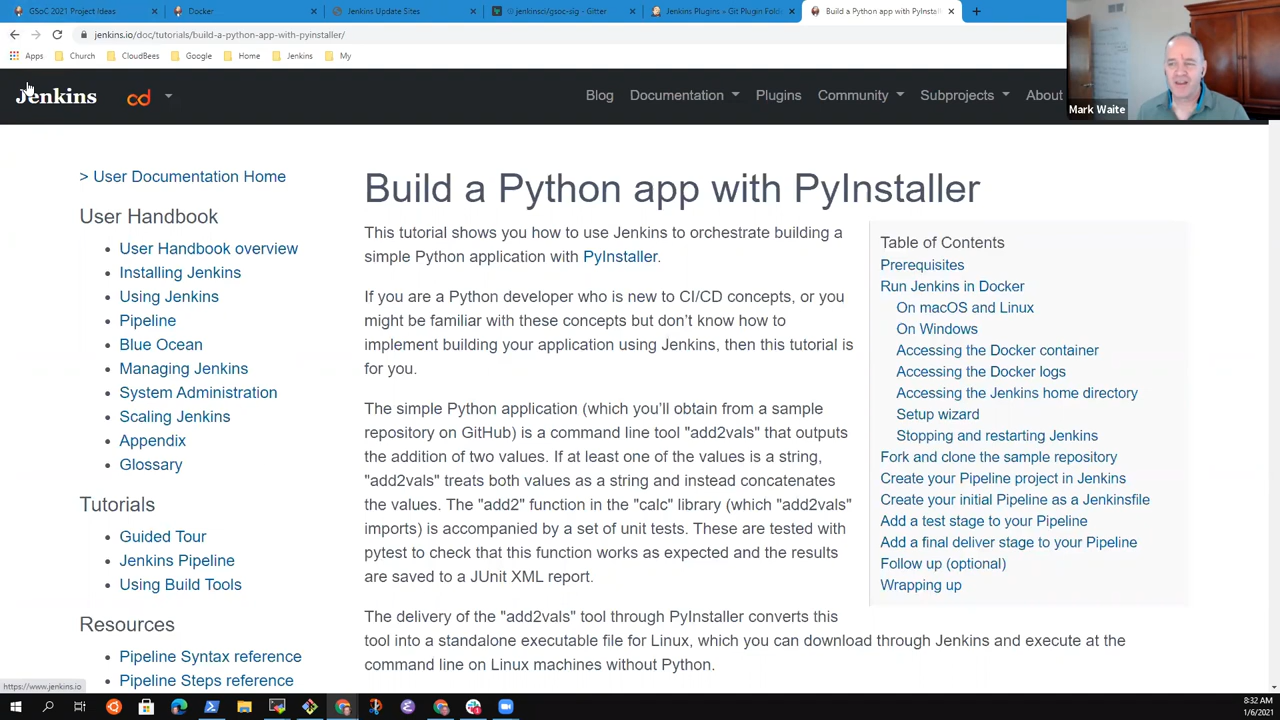 GSoC 2021 Project Ideas
Docker
Jenkins Update Sites
jenkinsci/gsoc-sig - Gitter
Jenkins Plugins » Git Plugin Fold
Build a Python app with PyInstal
jenkins.io/doc/tutorials/build-a-python-app-with-pyinstaller/
Apps
Church
CloudBees
Google
Home
Jenkins
My
Jenkins
cd
Blog
Documentation
Plugins
Community
Subprojects
About
Mark Waite
> User Documentation Home
User Handbook
User Handbook overview
Installing Jenkins
Using Jenkins
Pipeline
Blue Ocean
Managing Jenkins
System Administration
Scaling Jenkins
Appendix
Glossary
Tutorials
Guided Tour
Jenkins Pipeline
Using Build Tools
Resources
Pipeline Syntax reference
Pipeline Steps reference
Build a Python app with PyInstaller
This tutorial shows you how to use Jenkins to orchestrate building a
simple Python application with PyInstaller.
If you are a Python developer who is new to CI/CD concepts, or you
might be familiar with these concepts but don't know how to
implement building your application using Jenkins, then this tutorial is
for you.
The simple Python application (which you'll obtain from a sample
repository on GitHub) is a command line tool "add2vals" that outputs
the addition of two values. If at least one of the values is a string,
"add2vals" treats both values as a string and instead concatenates
the values. The "add2" function in the "calc" library (which "add2vals"
imports) is accompanied by a set of unit tests. These are tested with
pytest to check that this function works as expected and the results
are saved to a JUnit XML report.
The delivery of the "add2vals" tool through PyInstaller converts this
tool into a standalone executable file for Linux, which you can download through Jenkins and execute at the
command line on Linux machines without Python.
Table of Contents
Prerequisites
Run Jenkins in Docker
On macOS and Linux
On Windows
Accessing the Docker container
Accessing the Docker logs
Accessing the Jenkins home directory
Setup wizard
Stopping and restarting Jenkins
Fork and clone the sample repository
Create your Pipeline project in Jenkins
Create your initial Pipeline as a Jenkinsfile
Add a test stage to your Pipeline
Add a final deliver stage to your Pipeline
Follow up (optional)
Wrapping up
https://www.jenkins.io
8:32 AM
1/6/2021